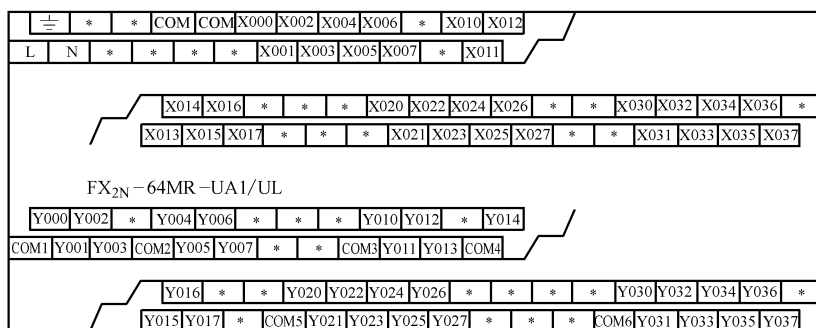 ⏚ * * COM COM X000 X002 X004 X006 * X010 X012
L N * * * * X001 X003 X005 X007 * X011
X014 X016 * * * X020 X022 X024 X026 * * X030 X032 X034 X036 *
X013 X015 X017 * * * X021 X023 X025 X027 * * X031 X033 X035 X037
FX2N-64MR-UA1/UL
Y000 Y002 * Y004 Y006 * * * Y010 Y012 * Y014
COM1 Y001 Y003 COM2 Y005 Y007 * * COM3 Y011 Y013 COM4
Y016 * * Y020 Y022 Y024 Y026 * * * * Y030 Y032 Y034 Y036 *
Y015 Y017 * COM5 Y021 Y023 Y025 Y027 * * * COM6 Y031 Y033 Y035 Y037